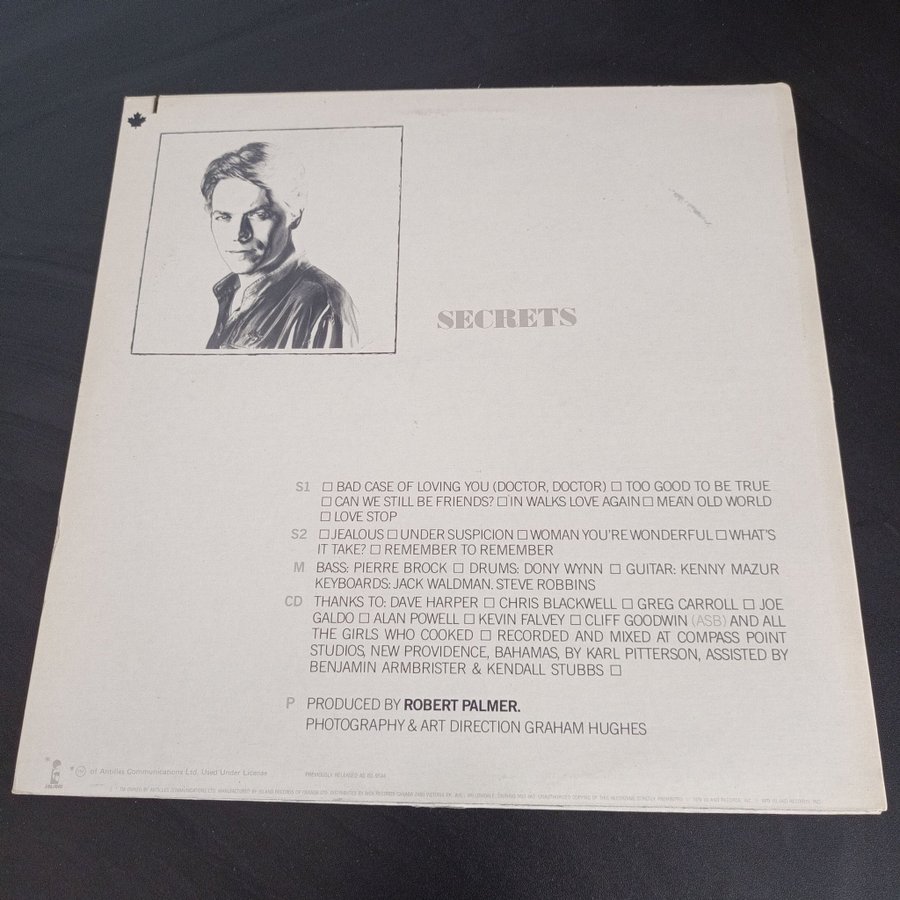 SECRETS
S1 □ BAD CASE OF LOVING YOU (DOCTOR, DOCTOR) □ TOO GOOD TO BE TRUE
□ CAN WE STILL BE FRIENDS? □ IN WALKS LOVE AGAIN □ MEAN OLD WORLD
□ LOVE STOP
S2 □ JEALOUS □ UNDER SUSPICION □ WOMAN YOU'RE WONDERFUL □ WHAT'S
IT TAKE? □ REMEMBER TO REMEMBER
M BASS: PIERRE BROCK □ DRUMS: DONY WYNN □ GUITAR: KENNY MAZUR
KEYBOARDS: JACK WALDMAN. STEVE ROBBINS
CD THANKS TO: DAVE HARPER □ CHRIS BLACKWELL □ GREG CARROLL □ JOE
GALDO □ ALAN POWELL □ KEVIN FALVEY □ CLIFF GOODWIN (ASB) AND ALL
THE GIRLS WHO COOKED □ RECORDED AND MIXED AT COMPASS POINT
STUDIOS, NEW PROVIDENCE, BAHAMAS, BY KARL PITTERSON, ASSISTED BY
BENJAMIN ARMBRISTER & KENDALL STUBBS □
P PRODUCED BY ROBERT PALMER.
PHOTOGRAPHY & ART DIRECTION GRAHAM HUGHES
ISLAND
* TM of Antilles Communications Ltd. Used Under License
PREVIOUSLY RELEASED AS